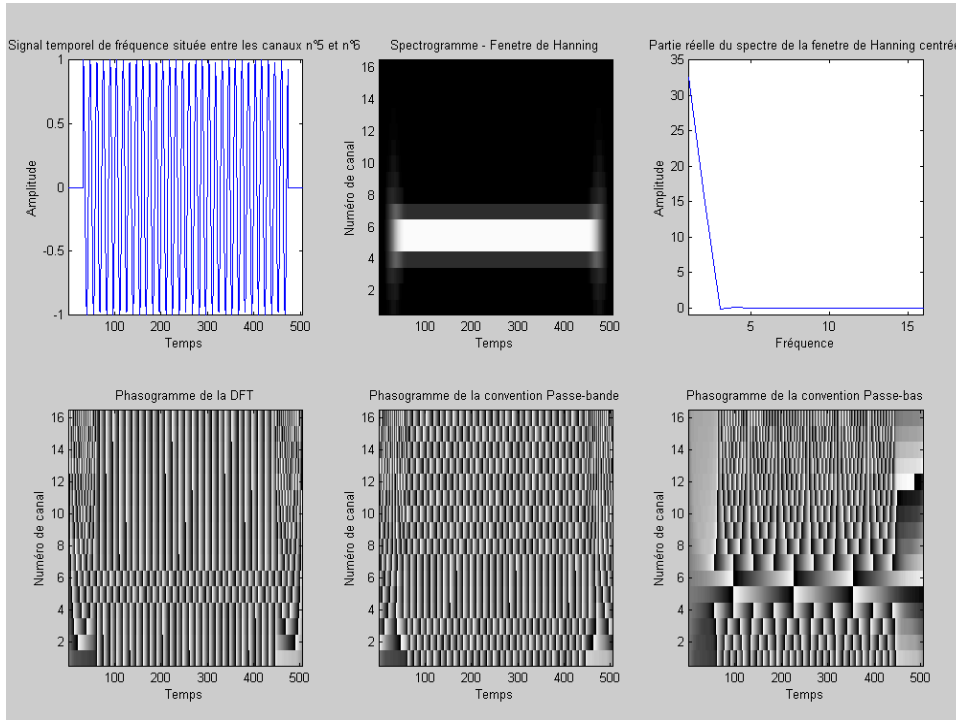 Signal temporel de fréquence située entre les canaux n°5 et n°6
Spectrogramme - Fenetre de Hanning
Partie réelle du spectre de la fenetre de Hanning centrée
Amplitude
1
0.5
0
-0.5
-1
100 200 300 400 500
Temps
Numéro de canal
16
14
12
10
8
6
4
2
100 200 300 400 500
Temps
Amplitude
35
30
25
20
15
10
5
0
5 10 15
Fréquence
Phasogramme de la DFT
Phasogramme de la convention Passe-bande
Phasogramme de la convention Passe-bas
Numéro de canal
16
14
12
10
8
6
4
2
100 200 300 400 500
Temps
Numéro de canal
16
14
12
10
8
6
4
2
100 200 300 400 500
Temps
Numéro de canal
16
14
12
10
8
6
4
2
100 200 300 400 500
Temps